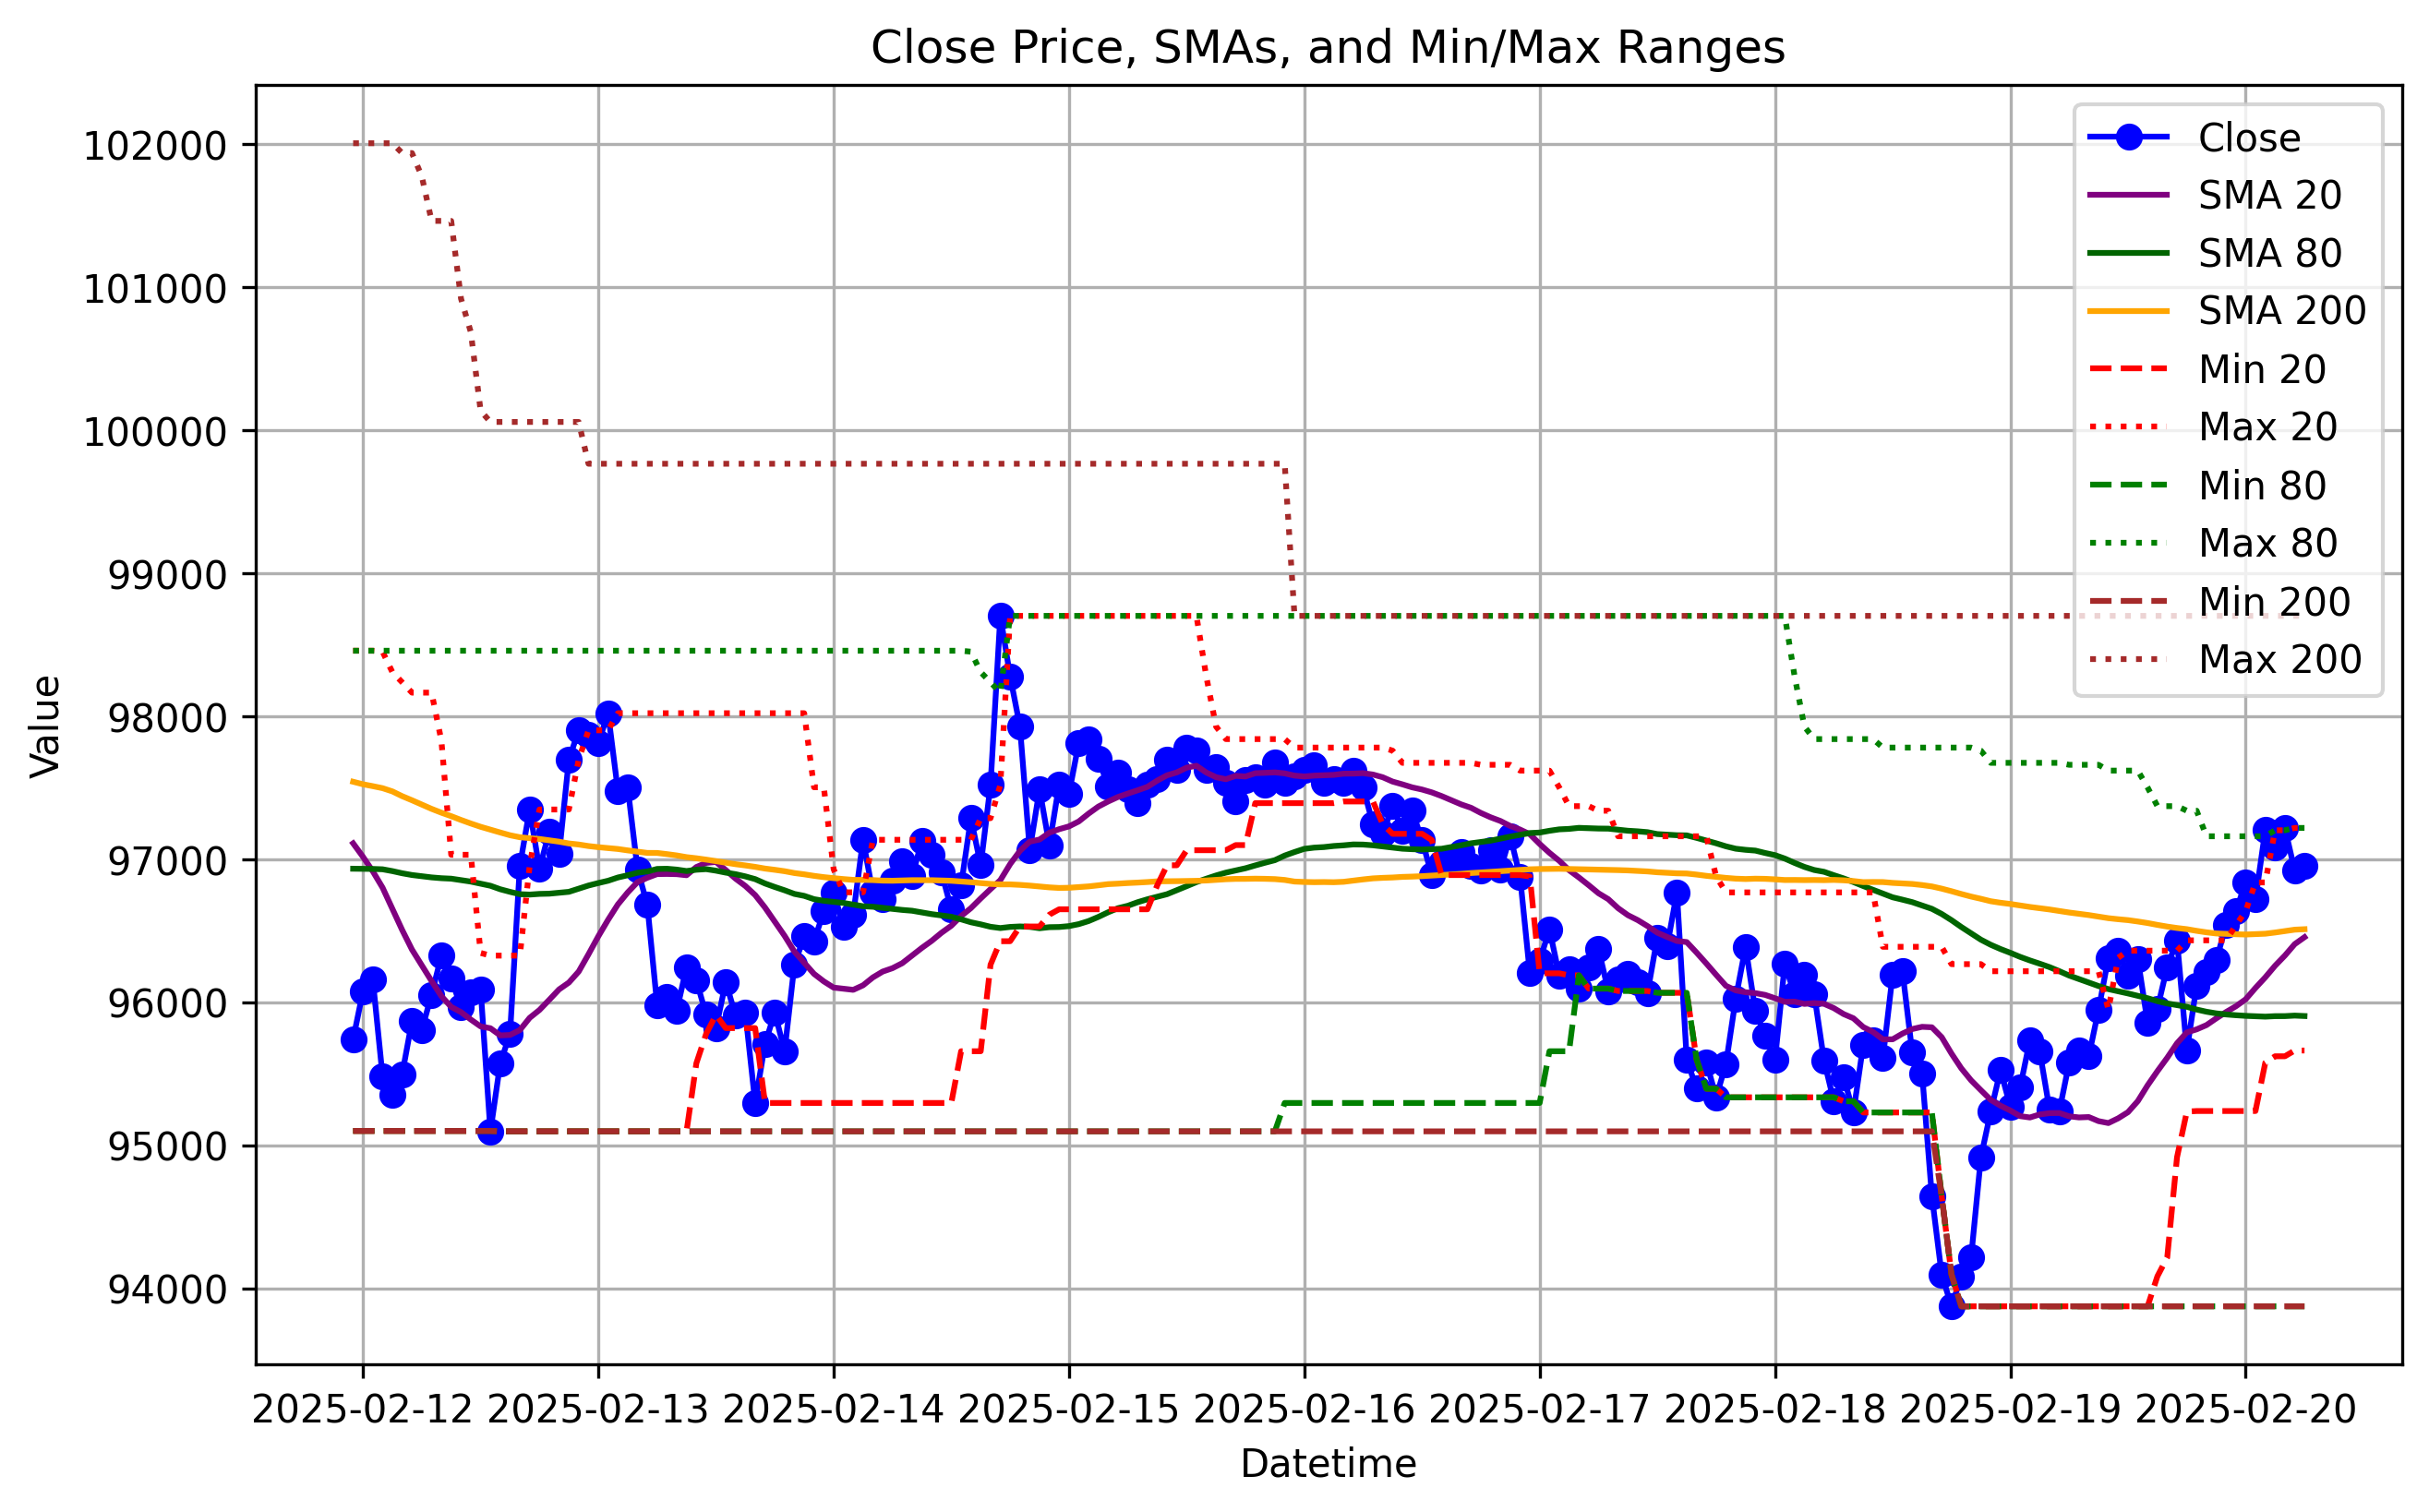 Close Price, SMAs, and Min/Max Ranges
102000
101000
100000
99000
98000
97000
96000
95000
94000
Value
Close
SMA 20
SMA 80
SMA 200
Min 20
Max 20
Min 80
Max 80
Min 200
Max 200
2025-02-12 2025-02-13 2025-02-14 2025-02-15 2025-02-16 2025-02-17 2025-02-18 2025-02-19 2025-02-20
Datetime